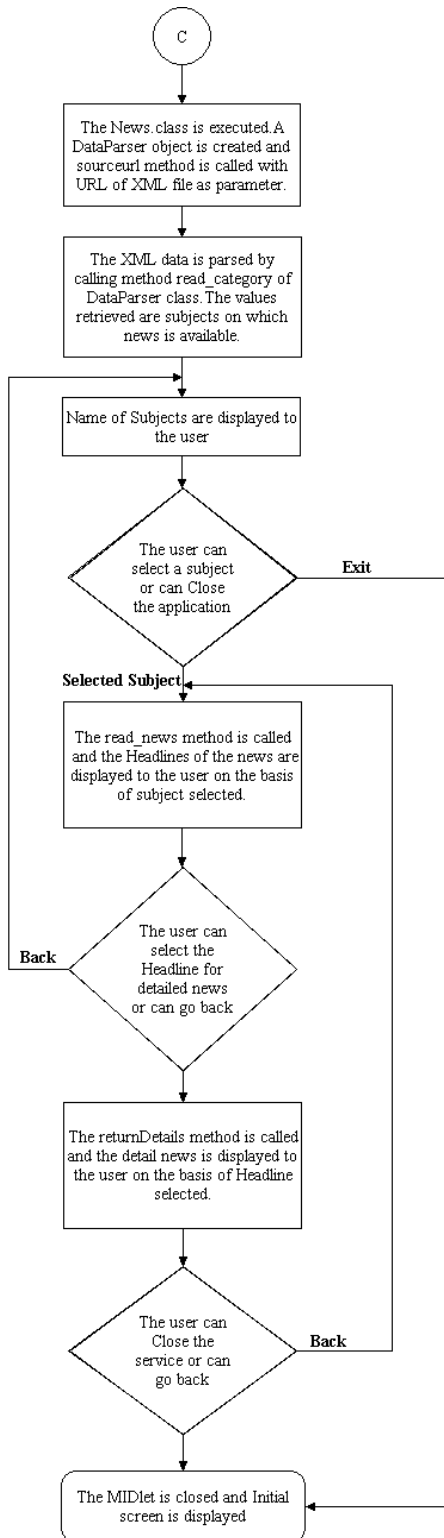 C
The News.class is executed.A
DataParser object is created and
sourceurl method is called with
URL of XML file as parameter.
The XML data is parsed by
calling method read_category of
DataParser class.The values
retrieved are subjects on which
news is available.
Name of Subjects are displayed to
the user
The user can
select a subject
or can Close
the application
Exit
Selected Subject
The read_news method is called
and the Headlines of the news are
displayed to the user on the basis
of subject selected.
The user can
select the
Headline for
detailed news
or can go back
Back
The returnDetails method is called
and the detail news is displayed to
the user on the basis of Headline
selected.
The user can
Close the
service or can
go back
Back
The MIDlet is closed and Initial
screen is displayed